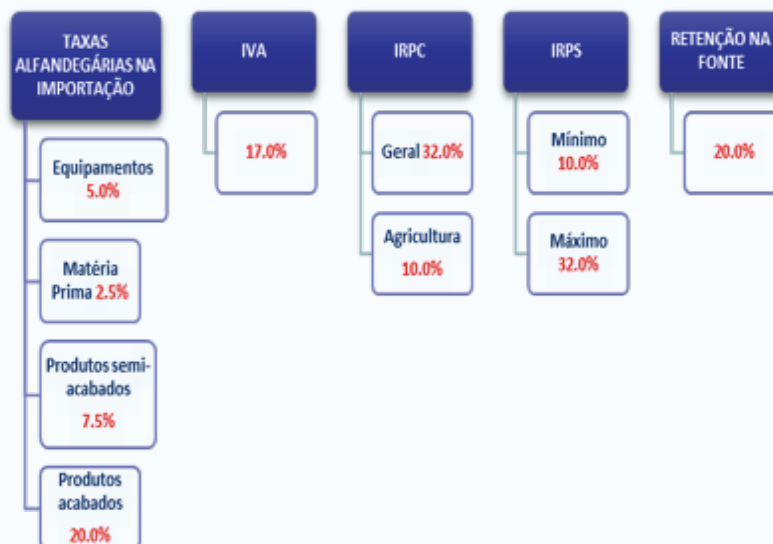 TAXAS
ALFANDEGÁRIAS NA
IMPORTAÇÃO
Equipamentos
5.0%
Matéria
Prima 2.5%
Produtos semi-
acabados
7.5%
Produtos
acabados
20.0%
IVA
17.0%
IRPC
Geral 32.0%
Agricultura
10.0%
IRPS
Mínimo
10.0%
Máximo
32.0%
RETENÇÃO NA
FONTE
20.0%